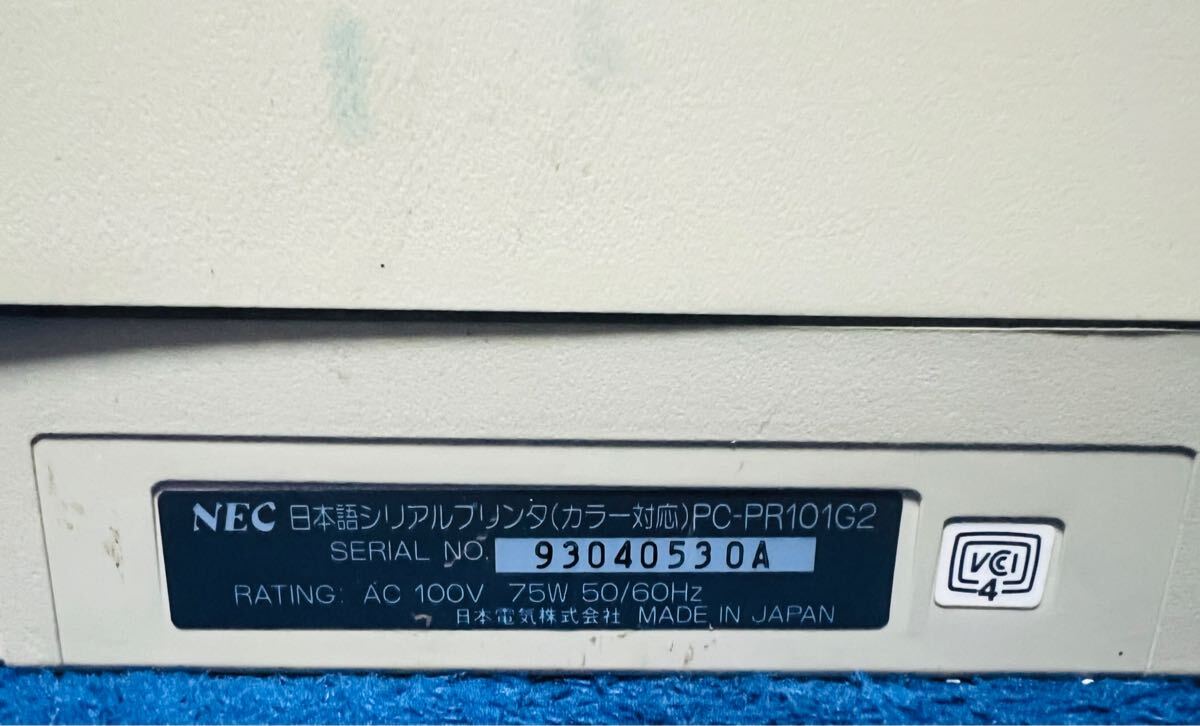 NEC 日本語シリアルプリンタ(カラー対応)PC-PR101G2
SERIAL NO. 93040530A
RATING: AC 100V 75W 50/60Hz
日本電気株式会社 MADE IN JAPAN
VCCI
4